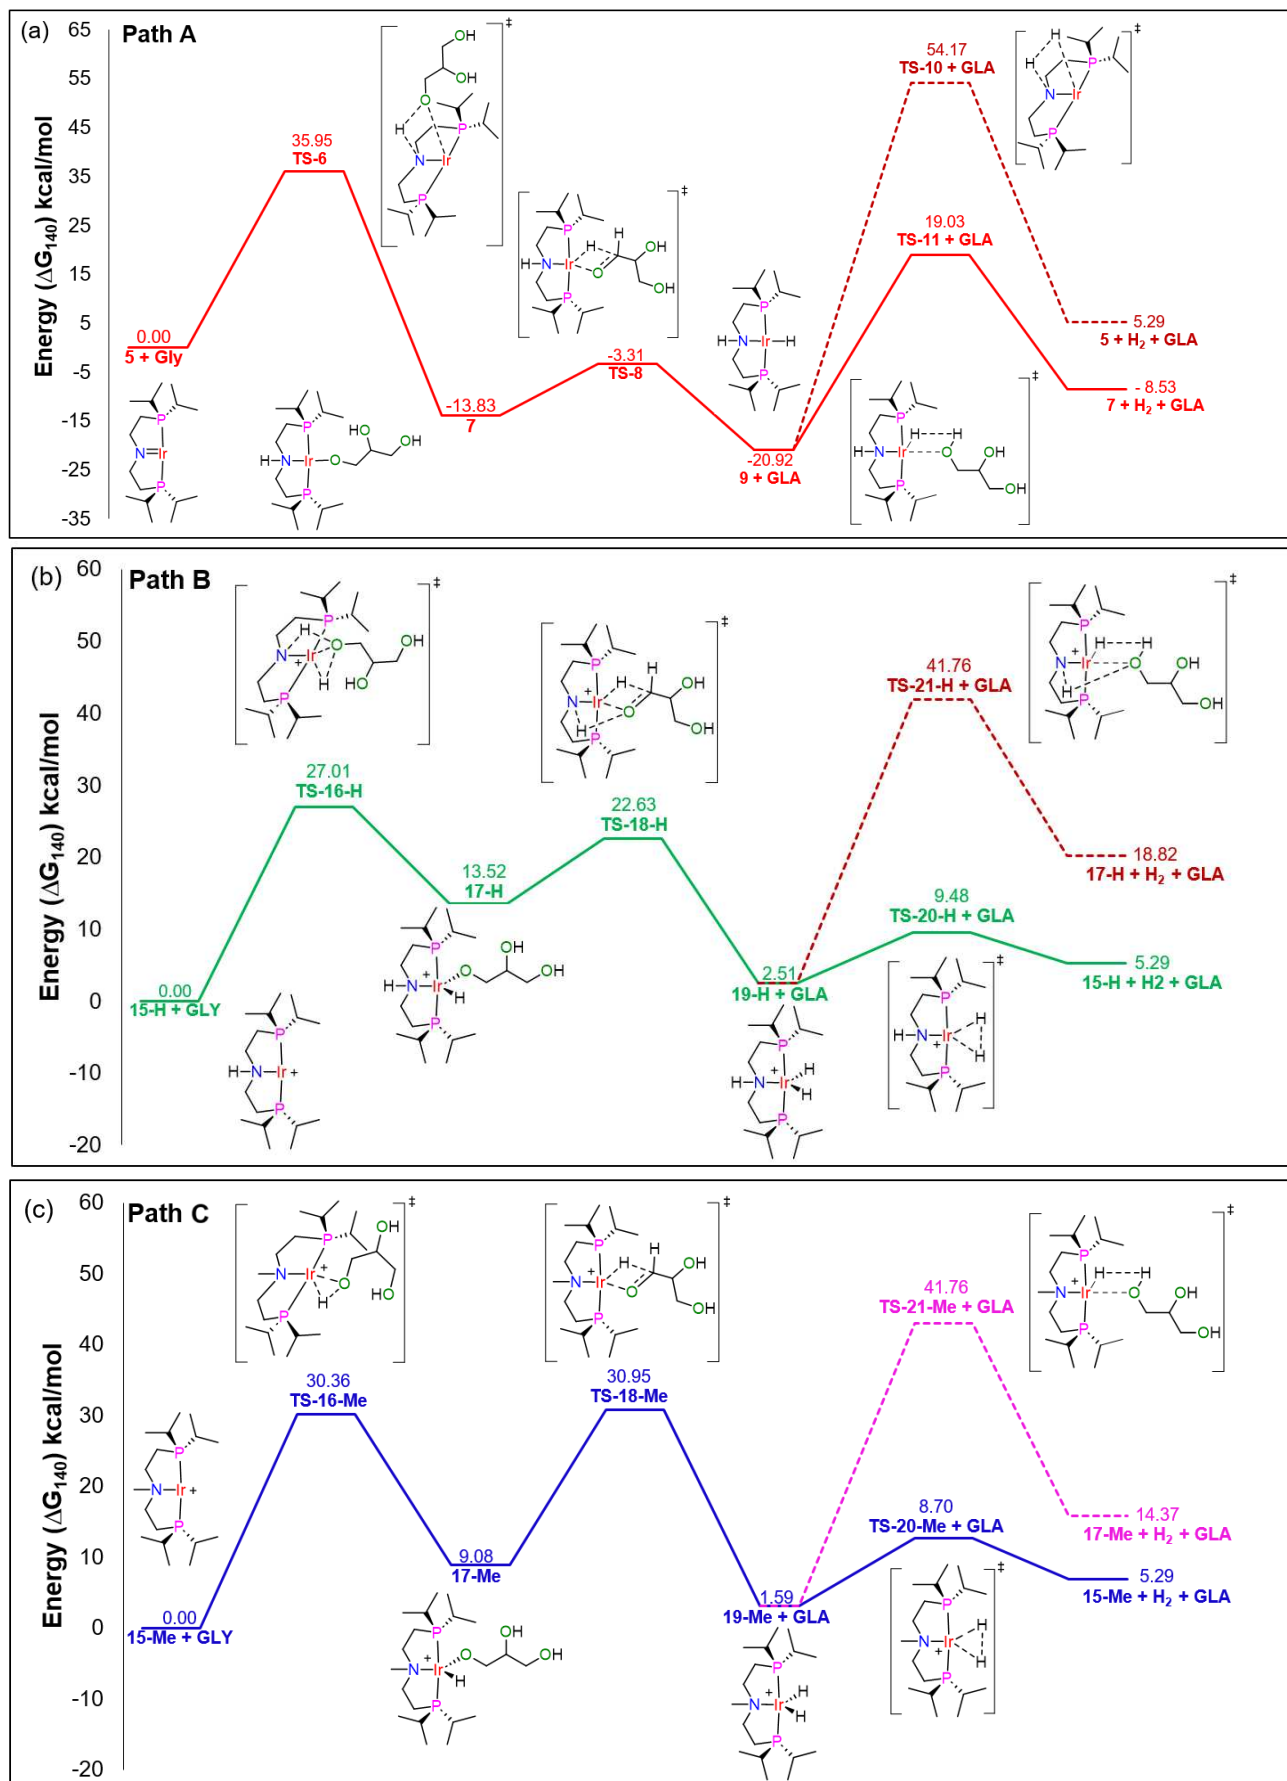 (a) Path A
Energy (ΔG₁₄₀) kcal/mol
65
55
45
35
25
15
5
-5
-15
-25
-35
0.00
5 + Gly
35.95
TS-6
-13.83
7
-3.31
TS-8
-20.92
9 + GLA
54.17
TS-10 + GLA
19.03
TS-11 + GLA
5.29
5 + H₂ + GLA
- 8.53
7 + H₂ + GLA
(b) Path B
Energy (ΔG₁₄₀) kcal/mol
60
50
40
30
20
10
0
-10
-20
0.00
15-H + GLY
27.01
TS-16-H
13.52
17-H
22.63
TS-18-H
2.51
19-H + GLA
41.76
TS-21-H + GLA
18.82
17-H + H₂ + GLA
9.48
TS-20-H + GLA
5.29
15-H + H2 + GLA
(c) Path C
Energy (ΔG₁₄₀) kcal/mol
60
50
40
30
20
10
0
-10
-20
0.00
15-Me + GLY
30.36
TS-16-Me
9.08
17-Me
30.95
TS-18-Me
1.59
19-Me + GLA
41.76
TS-21-Me + GLA
14.37
17-Me + H₂ + GLA
8.70
TS-20-Me + GLA
5.29
15-Me + H₂ + GLA